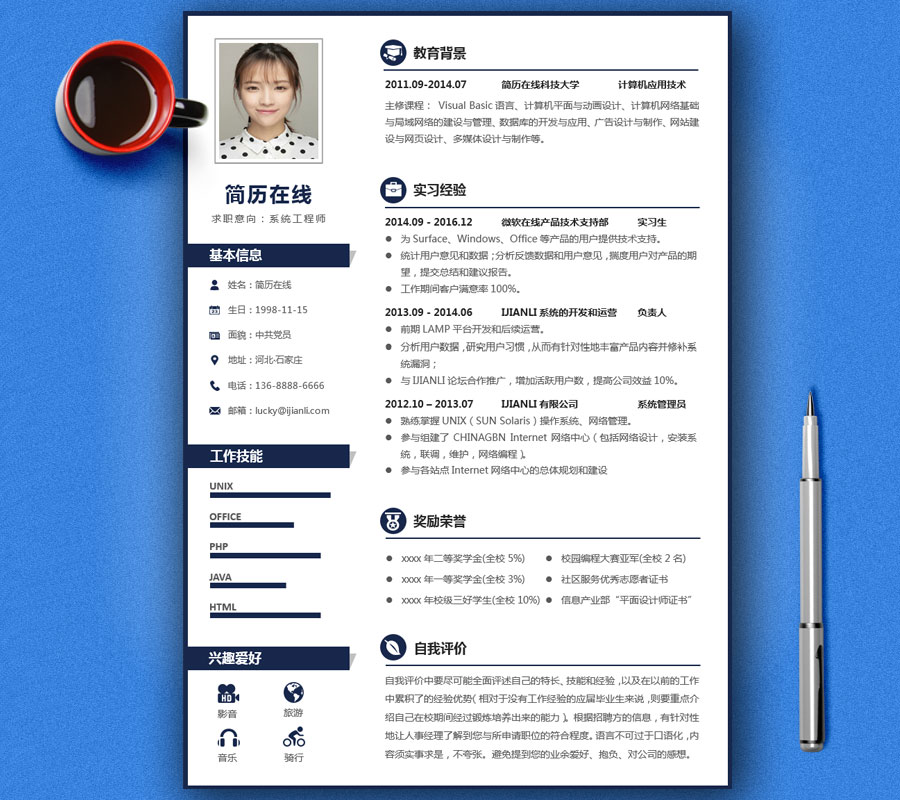 简历在线
求职意向：系统工程师
基本信息
姓名：简历在线
生日：1998-11-15
面貌：中共党员
地址：河北-石家庄
电话：136-8888-6666
邮箱：lucky@ijianli.com
工作技能
UNIX
OFFICE
PHP
JAVA
HTML
兴趣爱好
HD
影音
旅游
音乐
骑行
教育背景
2011.09-2014.07 简历在线科技大学 计算机应用技术
主修课程： Visual Basic 语言、计算机平面与动画设计、计算机网络基础
与局域网络的建设与管理、数据库的开发与应用、广告设计与制作、网站建
设与网页设计、多媒体设计与制作等。
实习经验
2014.09 - 2016.12 微软在线产品技术支持部 实习生
● 为 Surface、Windows、Office 等产品的用户提供技术支持。
● 统计用户意见和数据；分析反馈数据和用户意见，揣度用户对产品的期
望，提交总结和建议报告。
● 工作期间客户满意率 100%。
2013.09 - 2014.06 IJIANLI 系统的开发和运营 负责人
● 前期 LAMP 平台开发和后续运营。
● 分析用户数据，研究用户习惯，从而有针对性地丰富产品内容并修补系
统漏洞；
● 与 IJIANLI 论坛合作推广，增加活跃用户数，提高公司效益 10%。
2012.10 – 2013.07 IJIANLI 有限公司 系统管理员
● 熟练掌握 UNIX（SUN Solaris）操作系统、网络管理。
● 参与组建了 CHINAGBN Internet 网络中心（包括网络设计，安装系
统，联调，维护，网络编程）。
● 参与各站点 Internet 网络中心的总体规划和建设
奖励荣誉
● xxxx 年二等奖学金(全校 5%) ● 校园编程大赛亚军(全校 2 名)
● xxxx 年一等奖学金(全校 3%) ● 社区服务优秀志愿者证书
● xxxx 年校级三好学生(全校 10%) ● 信息产业部“平面设计师证书”
自我评价
自我评价中要尽可能全面评述自己的特长、技能和经验，以及在以前的工作
中累积了的经验优势（相对于没有工作经验的应届毕业生来说，则要重点介
绍自己在校期间经过锻炼培养出来的能力）。根据招聘方的信息，有针对性
地让人事经理了解到您与所申请职位的符合程度。语言不可过于口语化，内
容须实事求是，不夸张。避免提到您的业余爱好、抱负、对公司的感想。